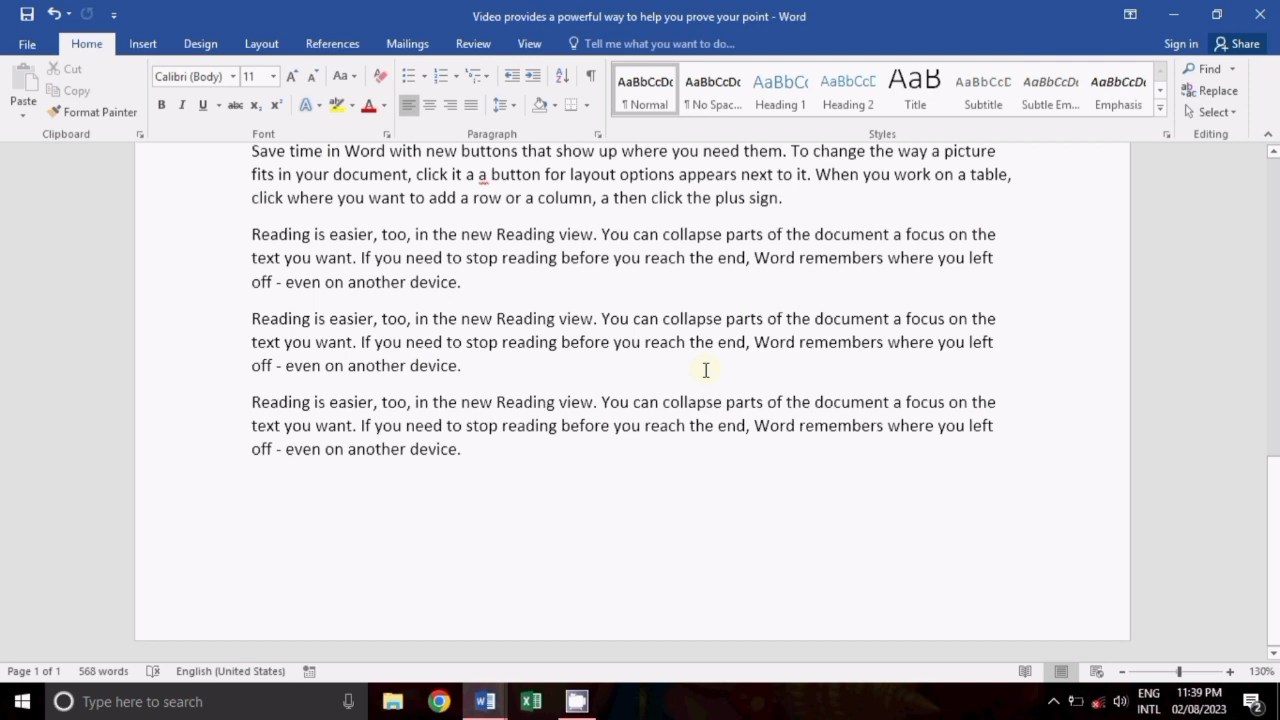 Video provides a powerful way to help you prove your point - Word
File Home Insert Design Layout References Mailings Review View Tell me what you want to do... Sign in Share
Cut
Copy
Format Painter
Paste
Clipboard
Calibri (Body) 11
Font
Paragraph
AaBbCcDc AaBbCcDc AaBbC( AaBbCcC AaB AaBbCcC AaBbCcDc AaBbCcDc
¶ Normal ¶ No Spac... Heading 1 Heading 2 Title Subtitle Subtle Em... Emphasis
Styles
Find
Replace
Select
Editing
Save time in Word with new buttons that show up where you need them. To change the way a picture
fits in your document, click it a a button for layout options appears next to it. When you work on a table,
click where you want to add a row or a column, a then click the plus sign.
Reading is easier, too, in the new Reading view. You can collapse parts of the document a focus on the
text you want. If you need to stop reading before you reach the end, Word remembers where you left
off - even on another device.
Reading is easier, too, in the new Reading view. You can collapse parts of the document a focus on the
text you want. If you need to stop reading before you reach the end, Word remembers where you left
off - even on another device.
Reading is easier, too, in the new Reading view. You can collapse parts of the document a focus on the
text you want. If you need to stop reading before you reach the end, Word remembers where you left
off - even on another device.
Page 1 of 1 568 words English (United States) 130%
Type here to search
ENG
INTL
11:39 PM
02/08/2023
2